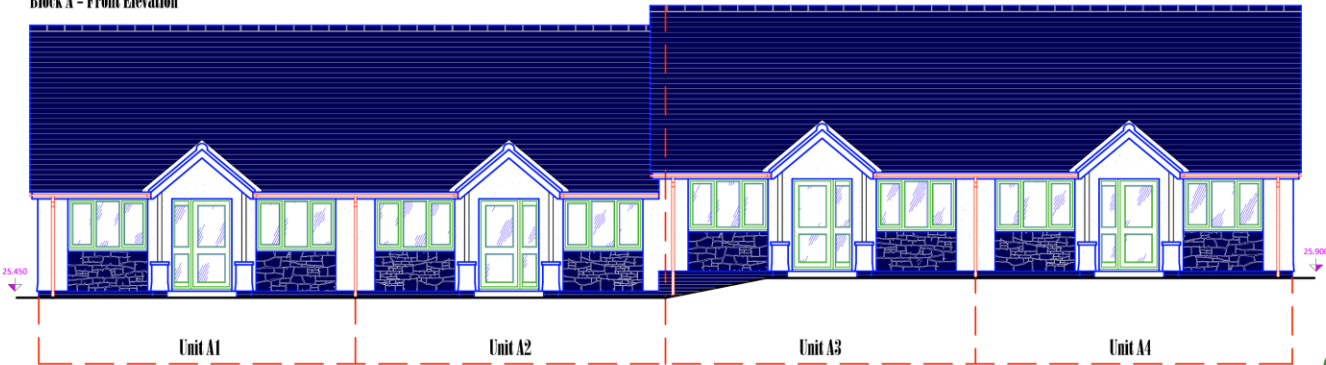 Block A – Front Elevation
25.450
25.900
Unit A1
Unit A2
Unit A3
Unit A4